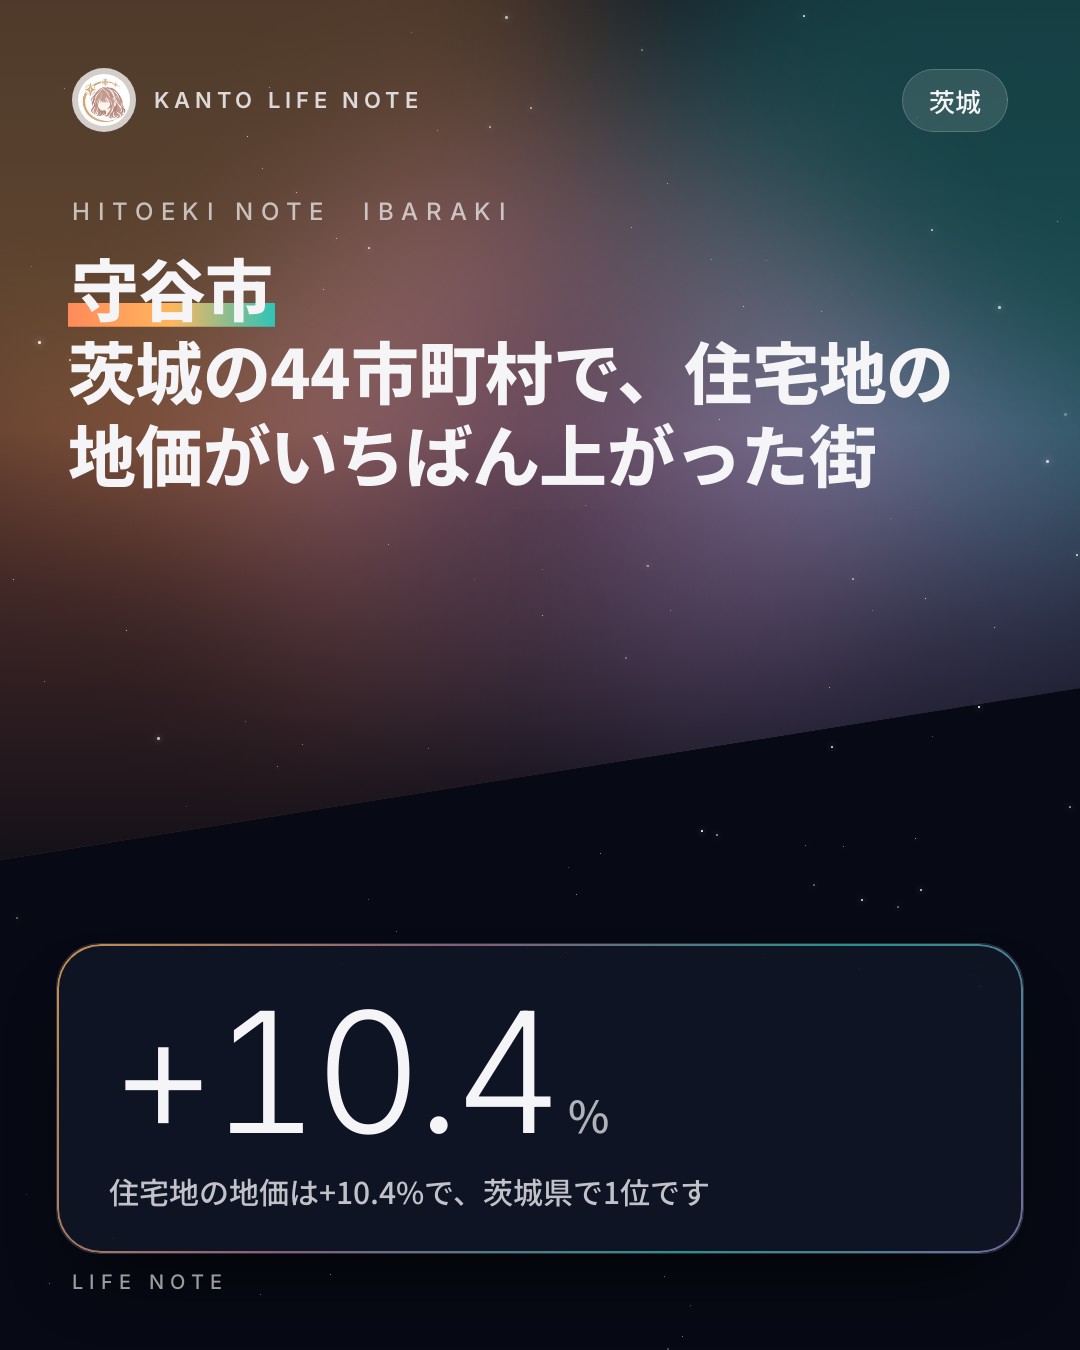 KANTO LIFE NOTE
茨城
HITOEKI NOTE IBARAKI
守谷市
茨城の44市町村で、住宅地の
地価がいちばん上がった街
+10.4%
住宅地の地価は+10.4%で、茨城県で1位です
LIFE NOTE